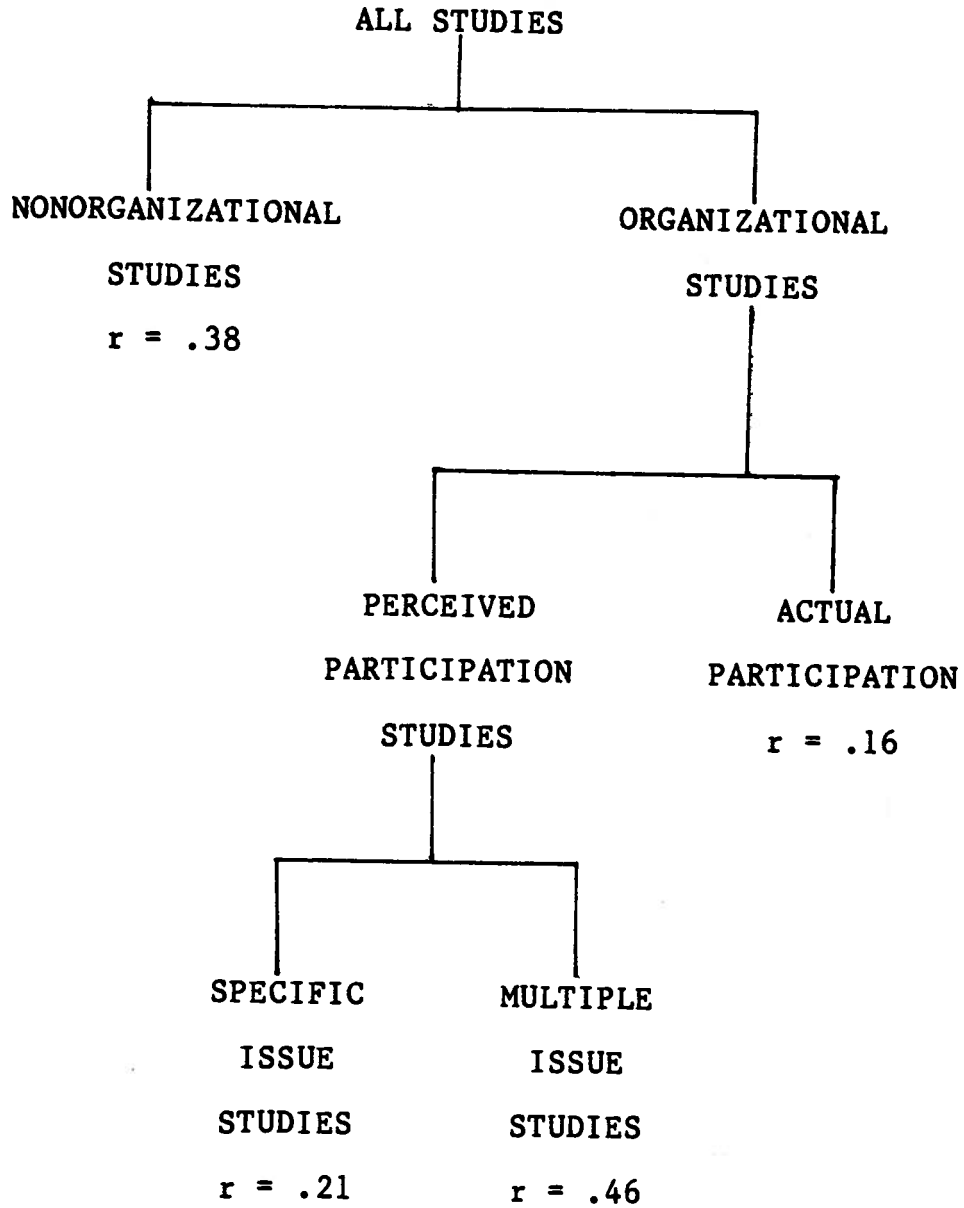 ALL STUDIES
NONORGANIZATIONAL
STUDIES
r = .38
ORGANIZATIONAL
STUDIES
PERCEIVED
PARTICIPATION
STUDIES
ACTUAL
PARTICIPATION
r = .16
SPECIFIC
ISSUE
STUDIES
r = .21
MULTIPLE
ISSUE
STUDIES
r = .46